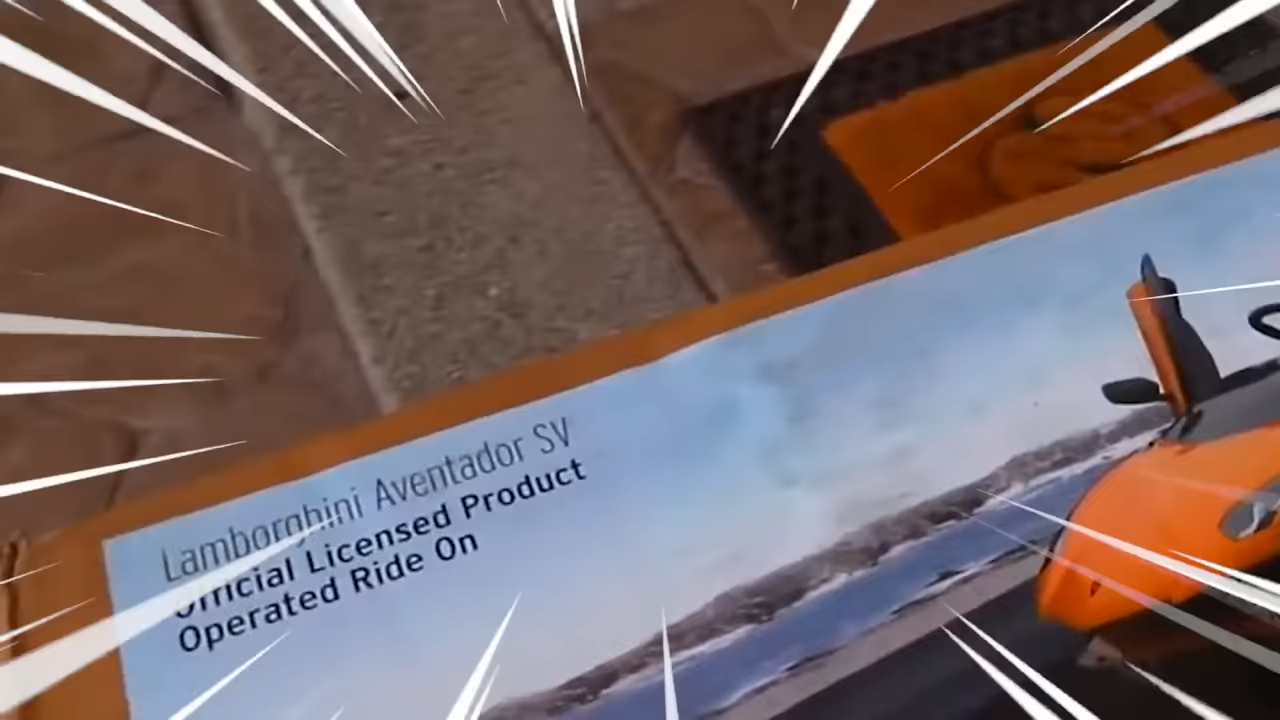 Lamborghini Aventador SV
Official Licensed Product
Operated Ride On